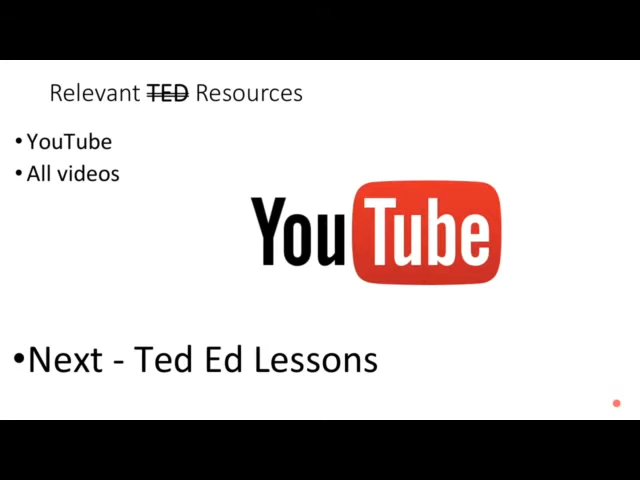 Relevant TED Resources
• YouTube
• All videos
YouTube
• Next - Ted Ed Lessons